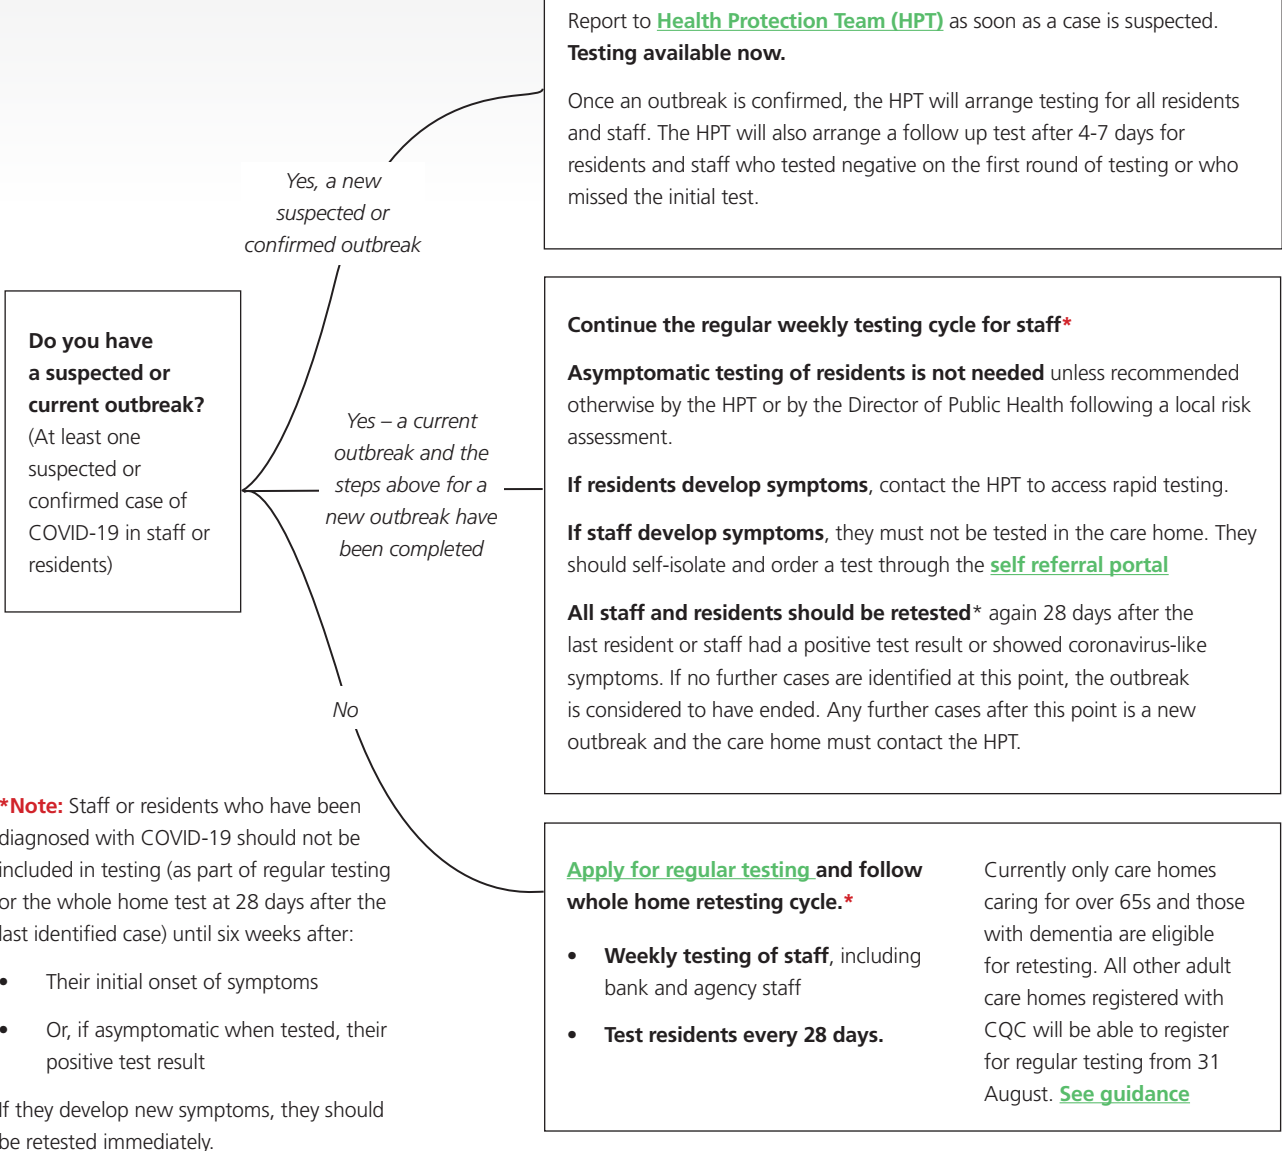 Report to Health Protection Team (HPT) as soon as a case is suspected.
Testing available now.
Once an outbreak is confirmed, the HPT will arrange testing for all residents
and staff. The HPT will also arrange a follow up test after 4-7 days for
residents and staff who tested negative on the first round of testing or who
missed the initial test.
Yes, a new
suspected or
confirmed outbreak
Do you have
a suspected or
current outbreak?
(At least one
suspected or
confirmed case of
COVID-19 in staff or
residents)
Yes – a current
outbreak and the
steps above for a
new outbreak have
been completed
Continue the regular weekly testing cycle for staff*
Asymptomatic testing of residents is not needed unless recommended
otherwise by the HPT or by the Director of Public Health following a local risk
assessment.
If residents develop symptoms, contact the HPT to access rapid testing.
If staff develop symptoms, they must not be tested in the care home. They
should self-isolate and order a test through the self referral portal
All staff and residents should be retested* again 28 days after the
last resident or staff had a positive test result or showed coronavirus-like
symptoms. If no further cases are identified at this point, the outbreak
is considered to have ended. Any further cases after this point is a new
outbreak and the care home must contact the HPT.
No
*Note: Staff or residents who have been
diagnosed with COVID-19 should not be
included in testing (as part of regular testing
or the whole home test at 28 days after the
last identified case) until six weeks after:
• Their initial onset of symptoms
• Or, if asymptomatic when tested, their
positive test result
If they develop new symptoms, they should
be retested immediately.
Apply for regular testing and follow
whole home retesting cycle.*
• Weekly testing of staff, including
bank and agency staff
• Test residents every 28 days.
Currently only care homes
caring for over 65s and those
with dementia are eligible
for retesting. All other adult
care homes registered with
CQC will be able to register
for regular testing from 31
August. See guidance